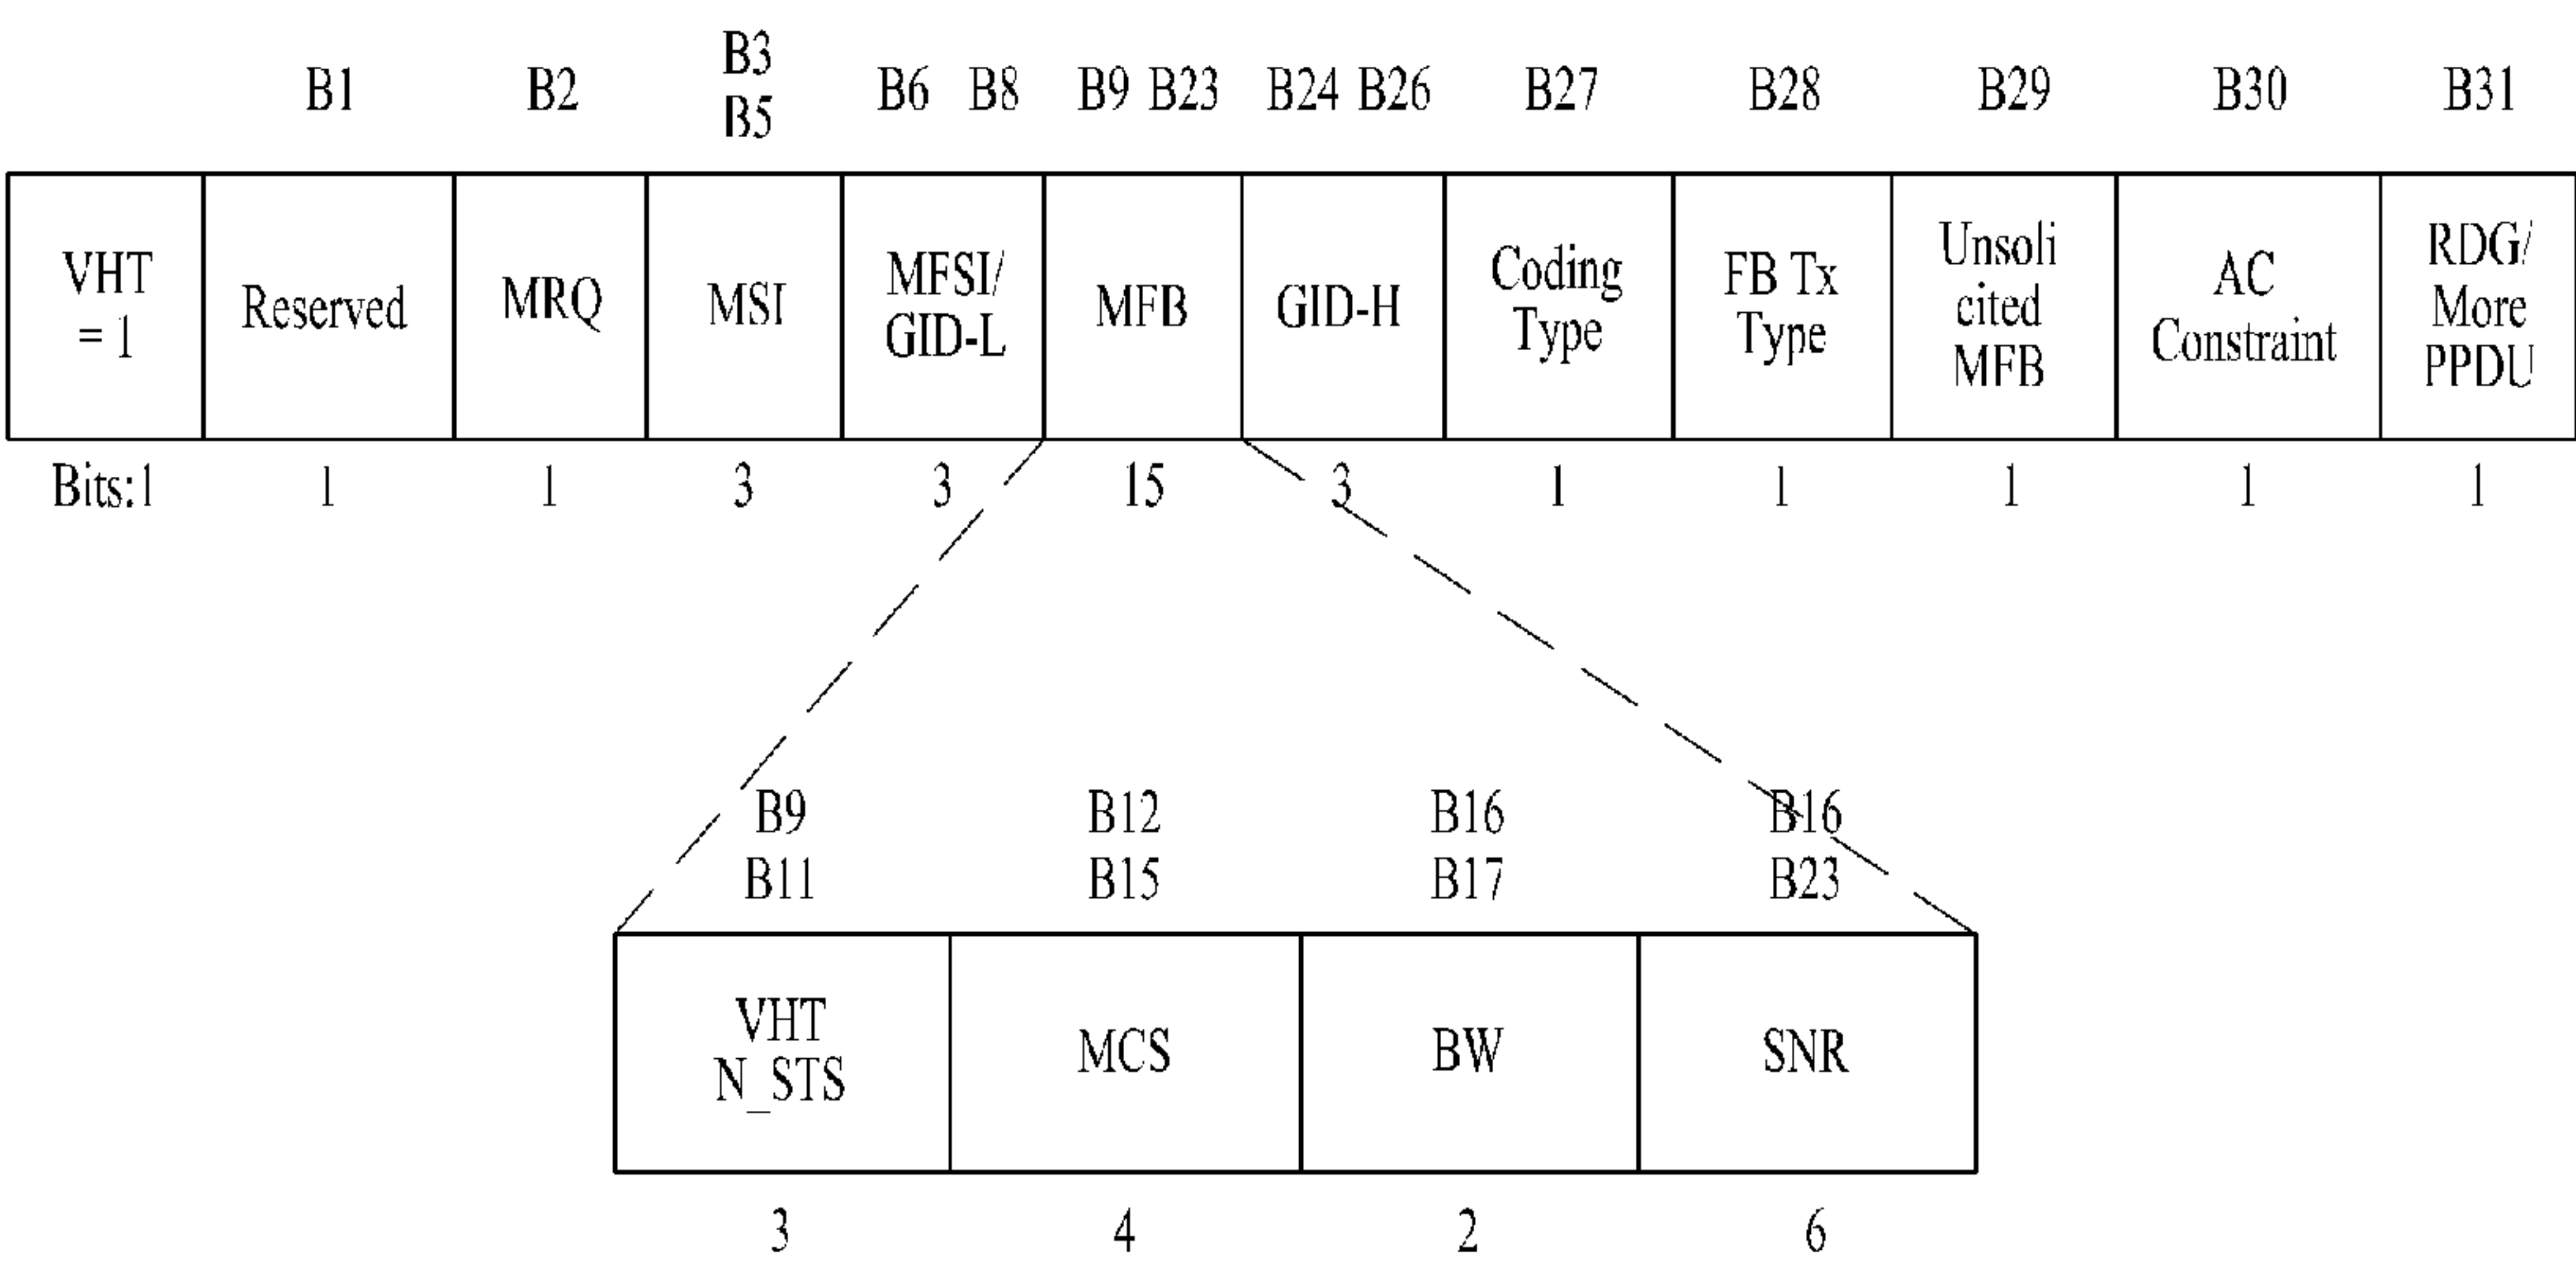 B1 B2 B3 B5 B6 B8 B9 B23 B24 B26 B27 B28 B29 B30 B31
VHT = 1
Reserved
MRQ
MSI
MFSI/
GID-L
MFB
GID-H
Coding
Type
FB Tx
Type
Unsoli
cited
MFB
AC
Constraint
RDG/
More
PPDU
Bits:1 1 1 3 3 15 3 1 1 1 1 1
B9 B12 B16 B16
B11 B15 B17 B23
VHT
N_STS
MCS
BW
SNR
3 4 2 6